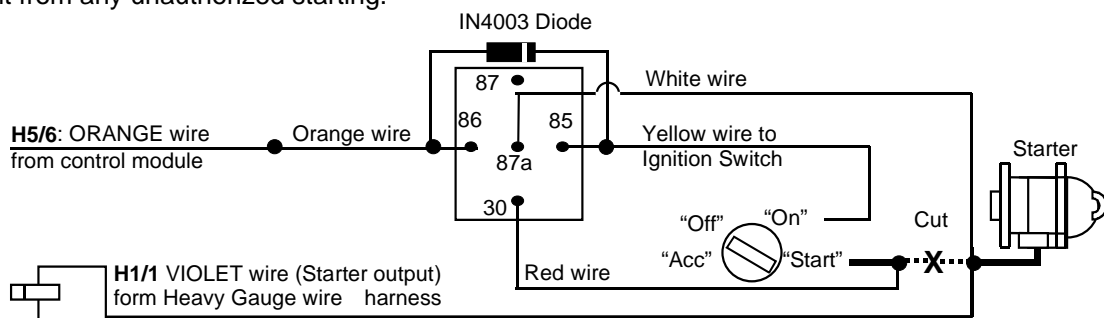 t from any unauthorized starting.
IN4003 Diode
87
White wire
86
85
H5/6: ORANGE wire
Orange wire
Yellow wire to
from control module
87a
Ignition Switch
Starter
30
"Off"
"On"
Cut
"Acc"
"Start"
X
H1/1 VIOLET wire (Starter output)
Red wire
form Heavy Gauge wire harness